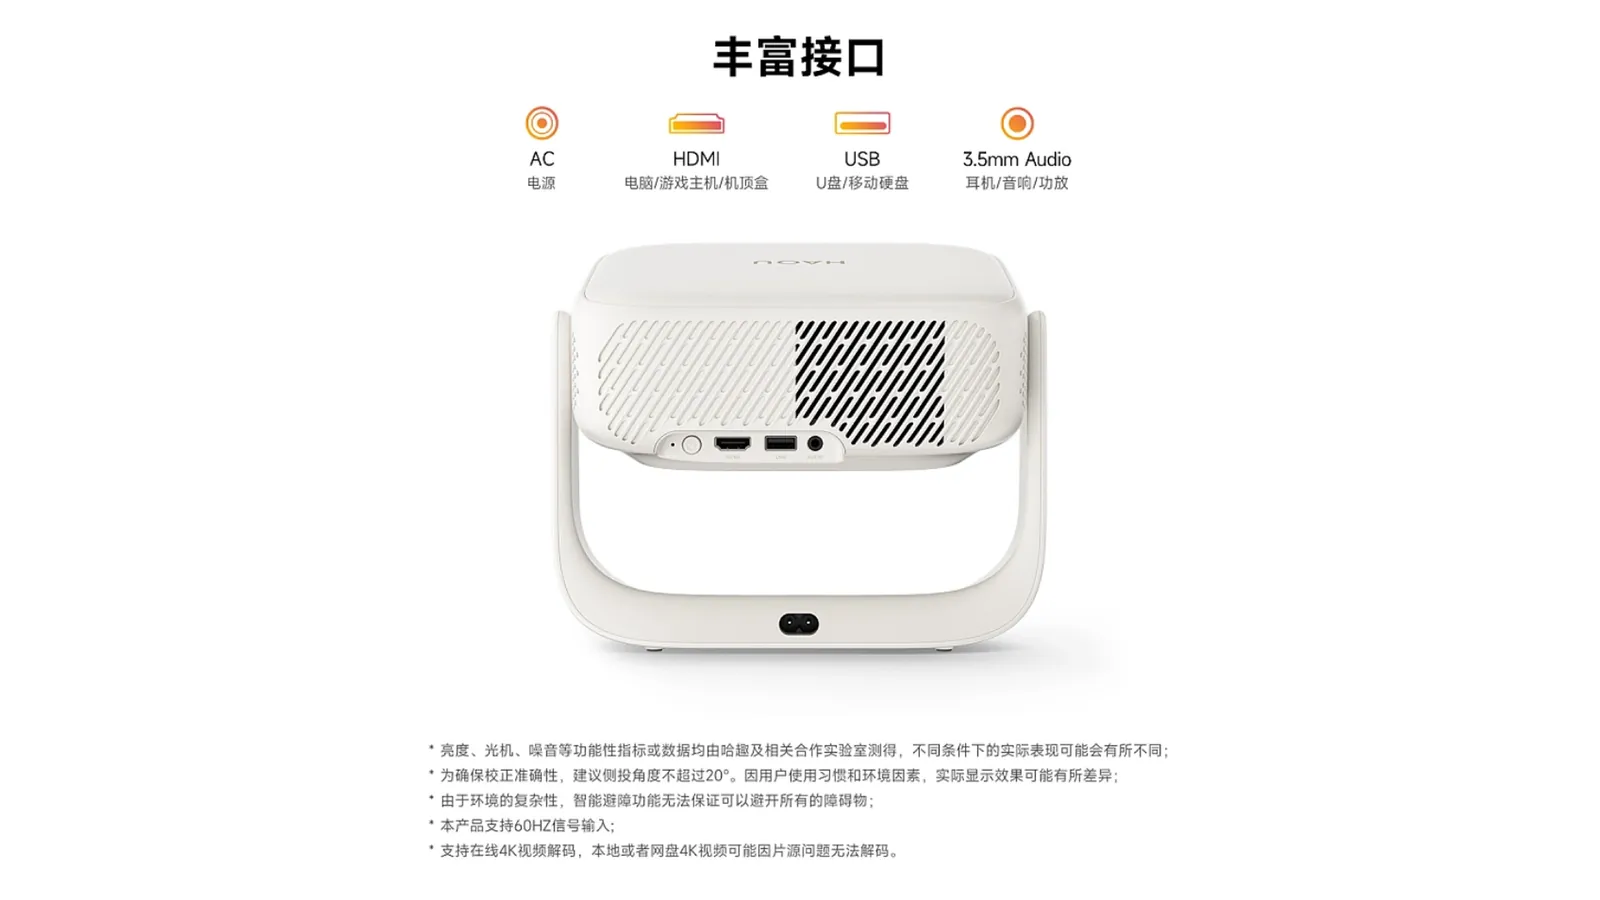 丰富接口
AC
HDMI
USB
3.5mm Audio
电源
电脑/游戏主机/机顶盒
U盘/移动硬盘
耳机/音响/功放
HAQU
* 亮度、光机、噪音等功能性指标或数据均由哈趣及相关合作实验室测得，不同条件下的实际表现可能会有所不同；
* 为确保校正准确性，建议侧投角度不超过20°。因用户使用习惯和环境因素，实际显示效果可能有所差异；
* 由于环境的复杂性，智能避障功能无法保证可以避开所有的障碍物；
* 本产品支持60HZ信号输入；
* 支持在线4K视频解码，本地或者网盘4K视频可能因片源问题无法解码。